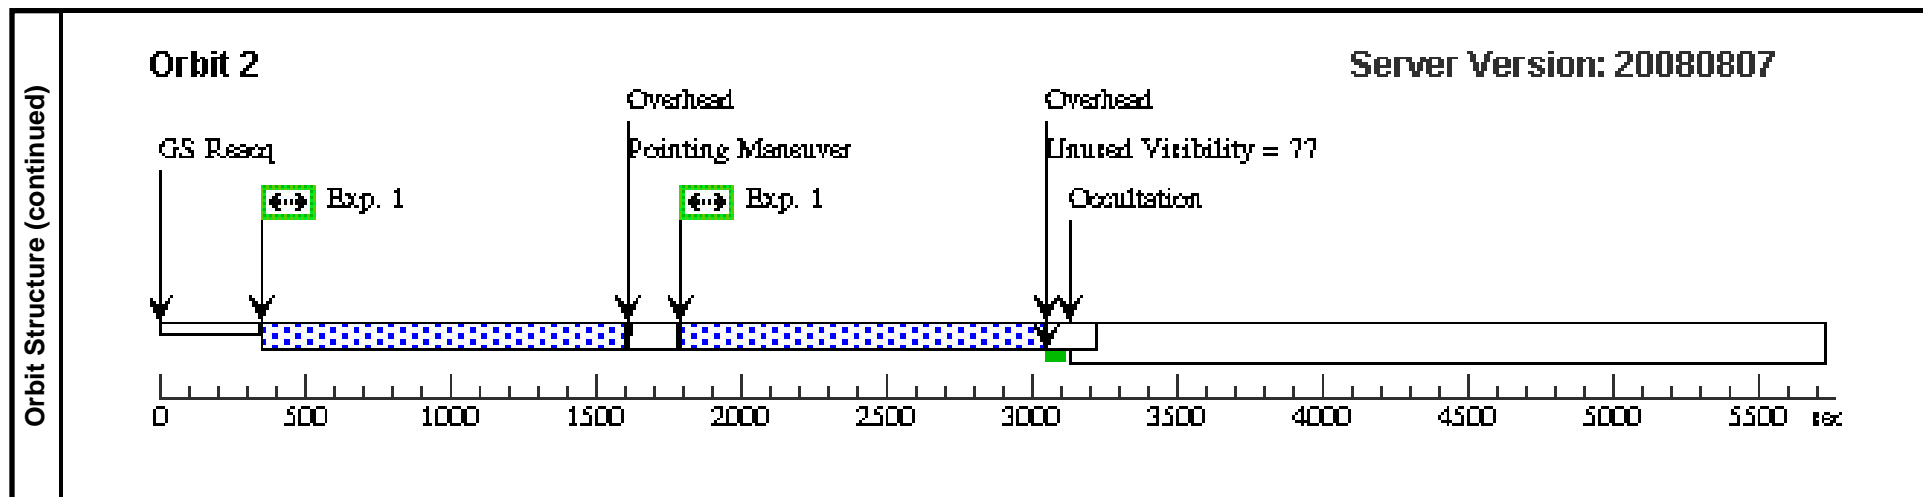 Orbit Structure (continued)
Orbit 2
Server Version: 20080807
Overhead
Overhead
GS Reacq
Pointing Maneuver
Unused Visibility = 77
Exp. 1
Exp. 1
Occultation
0 500 1000 1500 2000 2500 3000 3500 4000 4500 5000 5500 sec